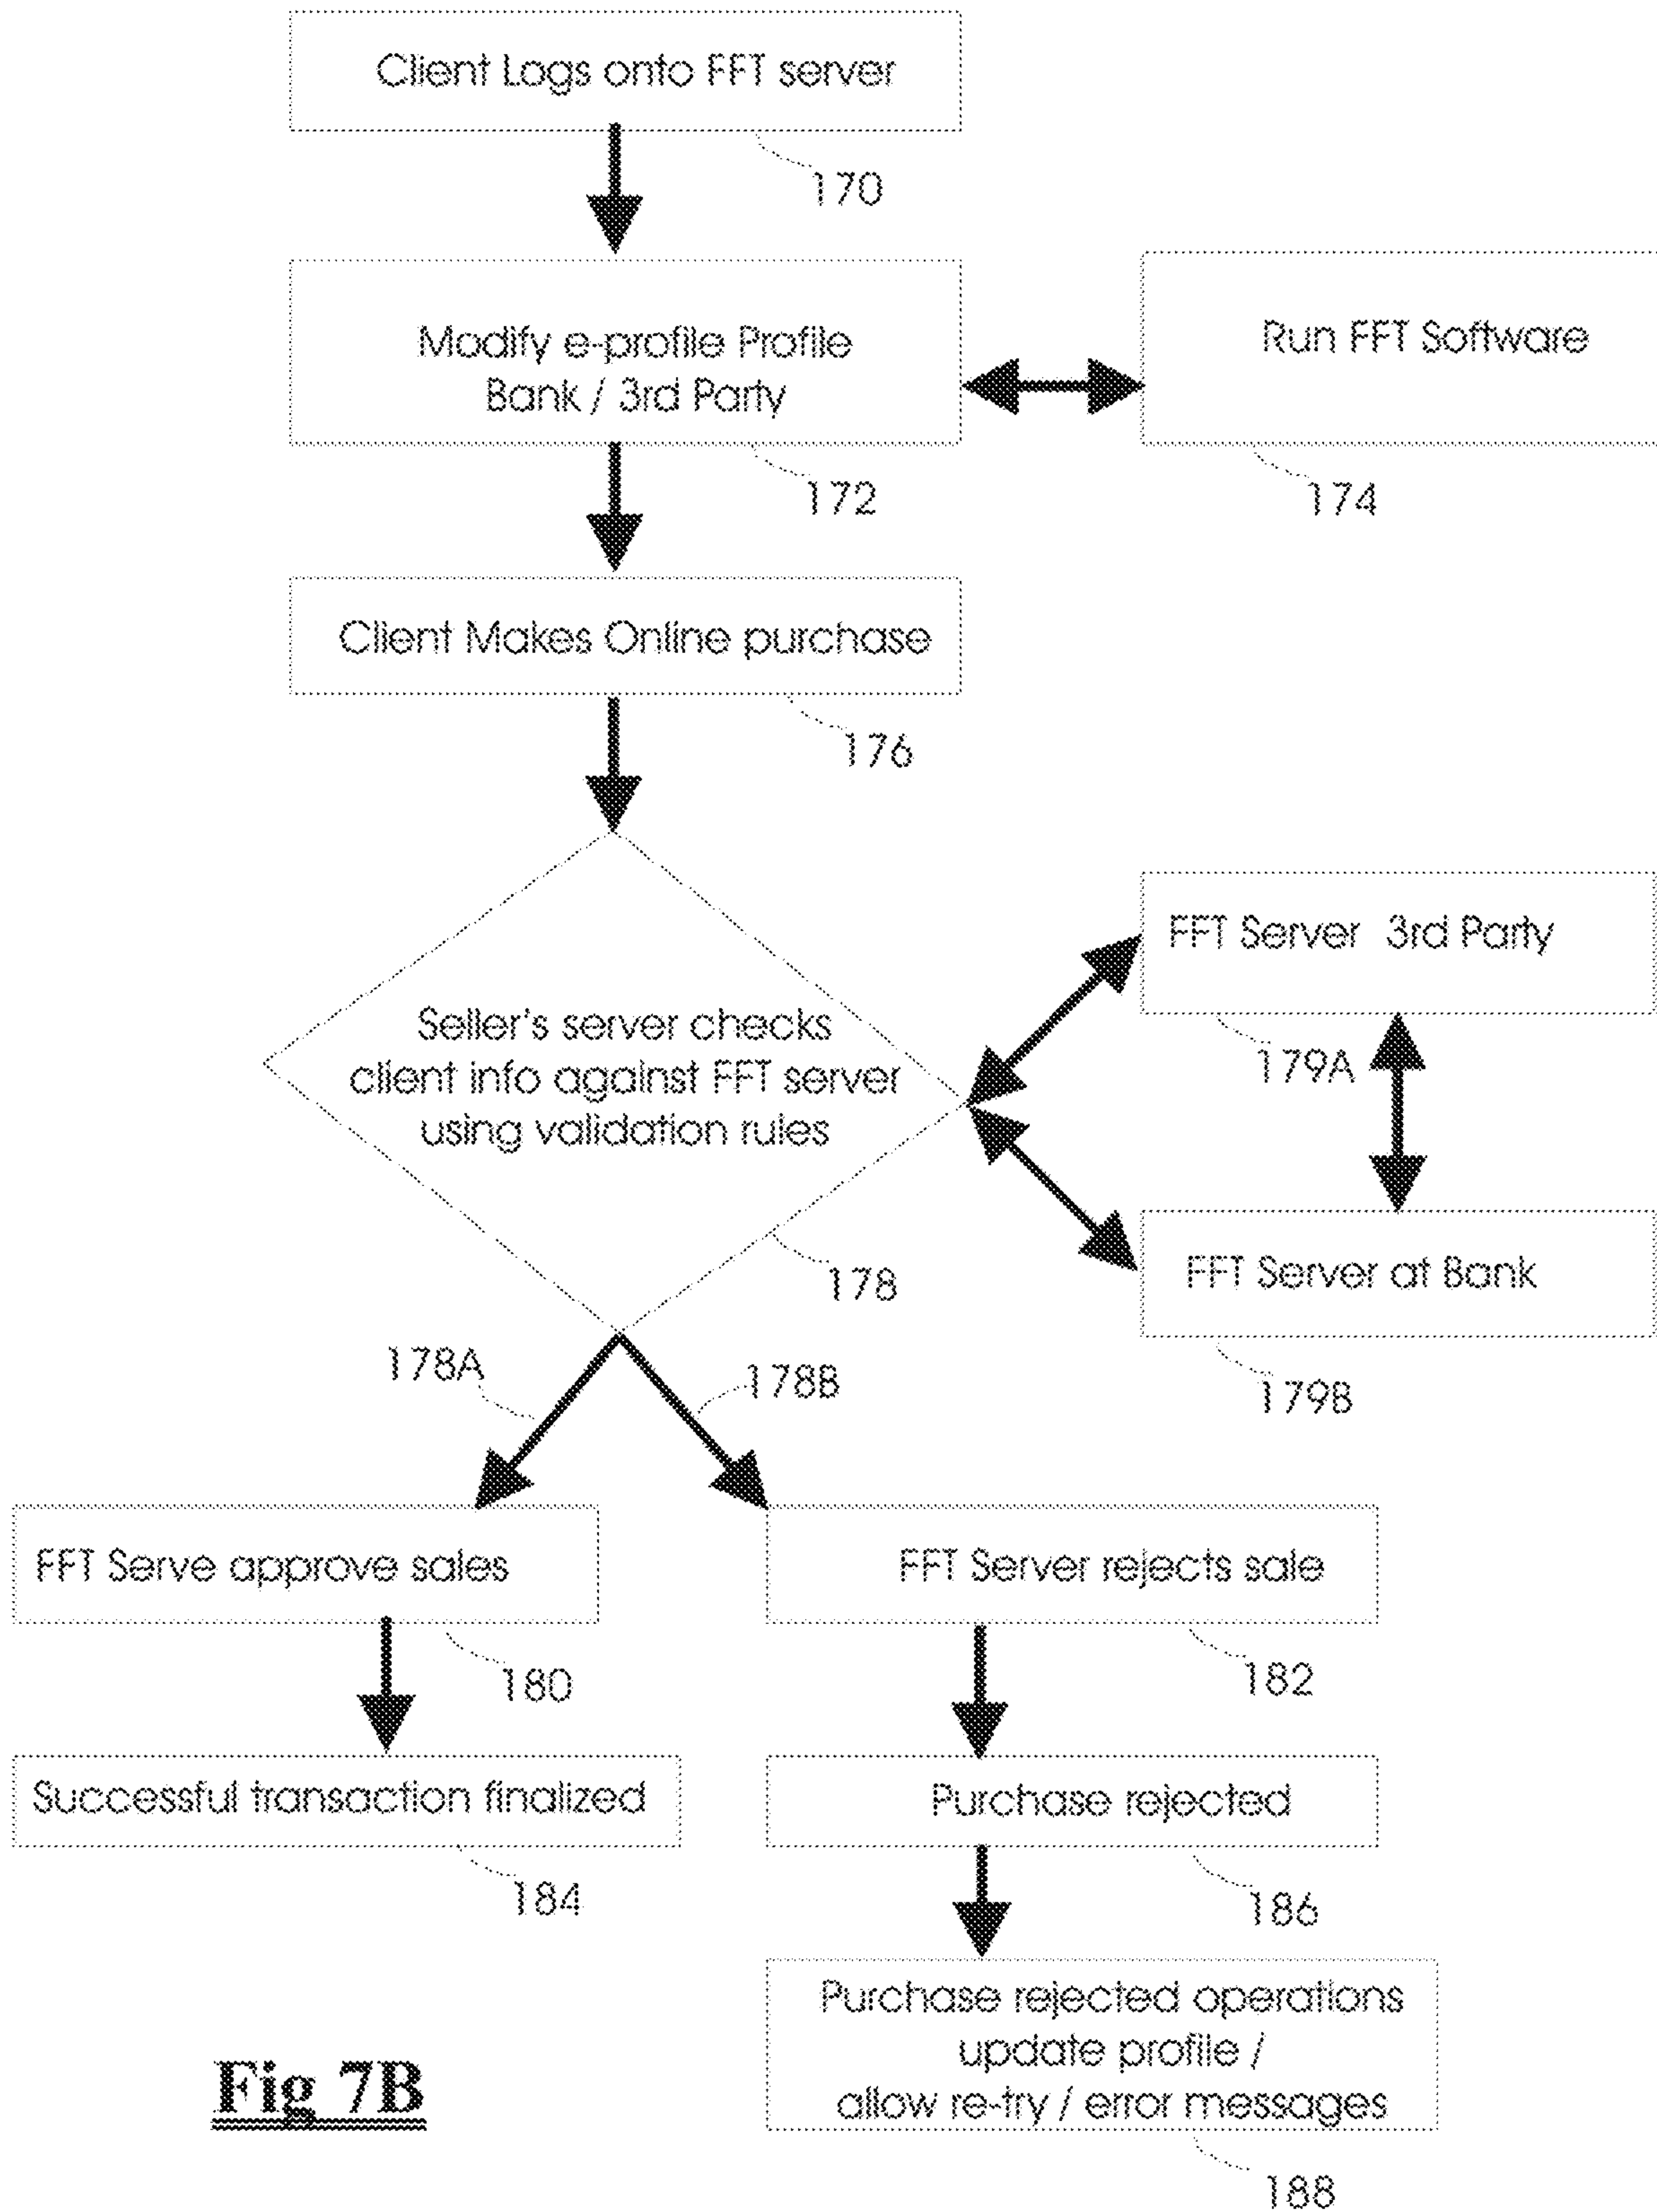 Client Logs onto FFT server
170
Modify e-profile Profile
Bank / 3rd Party
172
Run FFT Software
174
Client Makes Online purchase
176
Seller's server checks
client info against FFT server
using validation rules
178
FFT Server 3rd Party
179A
FFT Server at Bank
179B
178A
178B
FFT Serve approve sales
180
FFT Server rejects sale
182
Successful transaction finalized
184
Purchase rejected
186
Purchase rejected operations
update profile /
allow re-try / error messages
188
Fig 7B